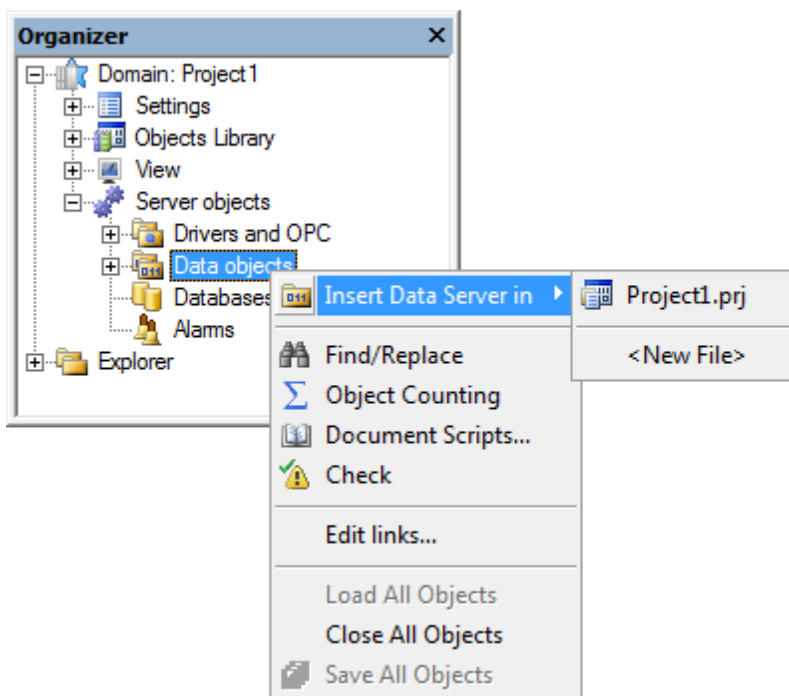 Organizer
Domain: Project1
Settings
Objects Library
View
Server objects
Drivers and OPC
Data objects
Databases
Alarms
Explorer
Insert Data Server in
Find/Replace
Object Counting
Document Scripts...
Check
Edit links...
Load All Objects
Close All Objects
Save All Objects
Project1.prj
<New File>